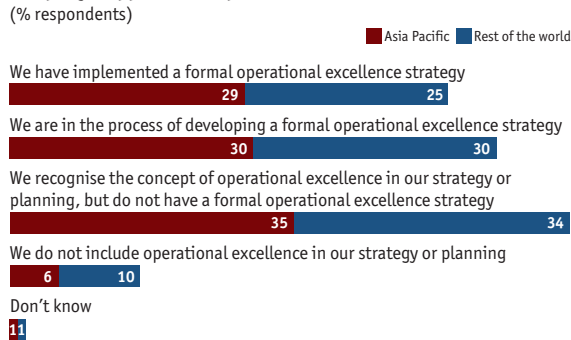 (% respondents)
Asia Pacific Rest of the world
We have implemented a formal operational excellence strategy
29 25
We are in the process of developing a formal operational excellence strategy
30 30
We recognise the concept of operational excellence in our strategy or
planning, but do not have a formal operational excellence strategy
35 34
We do not include operational excellence in our strategy or planning
6 10
Don't know
1 1